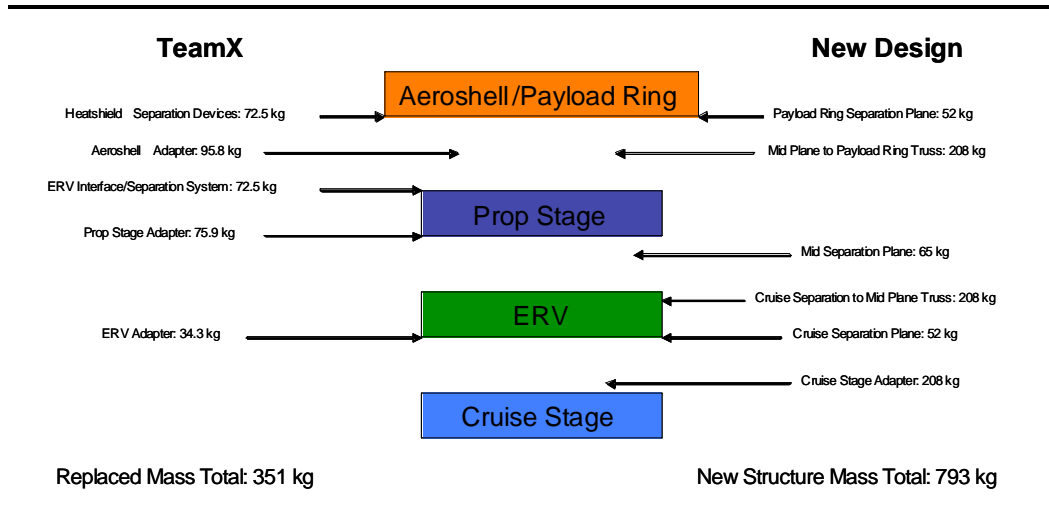 TeamX
New Design
Aeroshell/Payload Ring
Heatshield Separation Devices: 72.5 kg
Payload Ring Separation Plane: 52 kg
Aeroshell Adapter: 95.8 kg
Mid Plane to Payload Ring Truss: 208 kg
ERV Interface/Separation System: 72.5 kg
Prop Stage
Prop Stage Adapter: 75.9 kg
Mid Separation Plane: 65 kg
Cruise Separation to Mid Plane Truss: 208 kg
ERV
ERV Adapter: 34.3 kg
Cruise Separation Plane: 52 kg
Cruise Stage Adapter: 208 kg
Cruise Stage
Replaced Mass Total: 351 kg
New Structure Mass Total: 793 kg